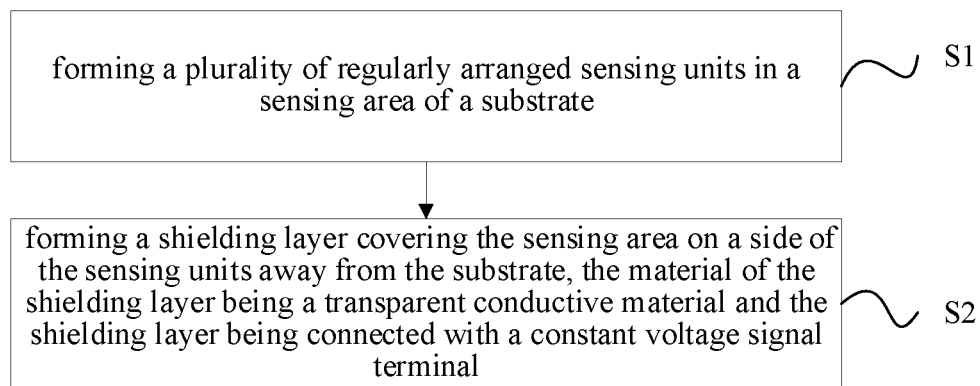 forming a plurality of regularly arranged sensing units in a
sensing area of a substrate
S1
forming a shielding layer covering the sensing area on a side of
the sensing units away from the substrate, the material of the
shielding layer being a transparent conductive material and the
shielding layer being connected with a constant voltage signal
terminal
S2